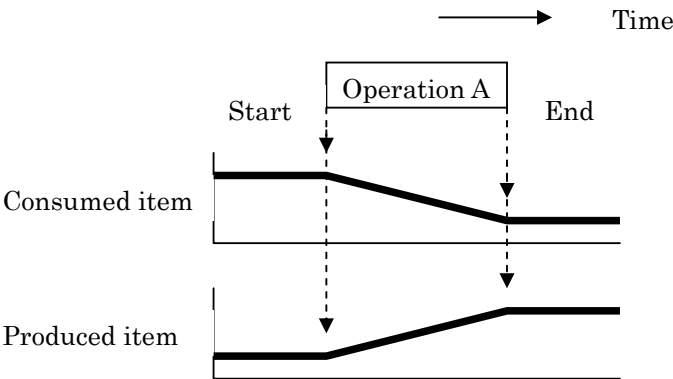 Time
Operation A
Start
End
Consumed item
Produced item